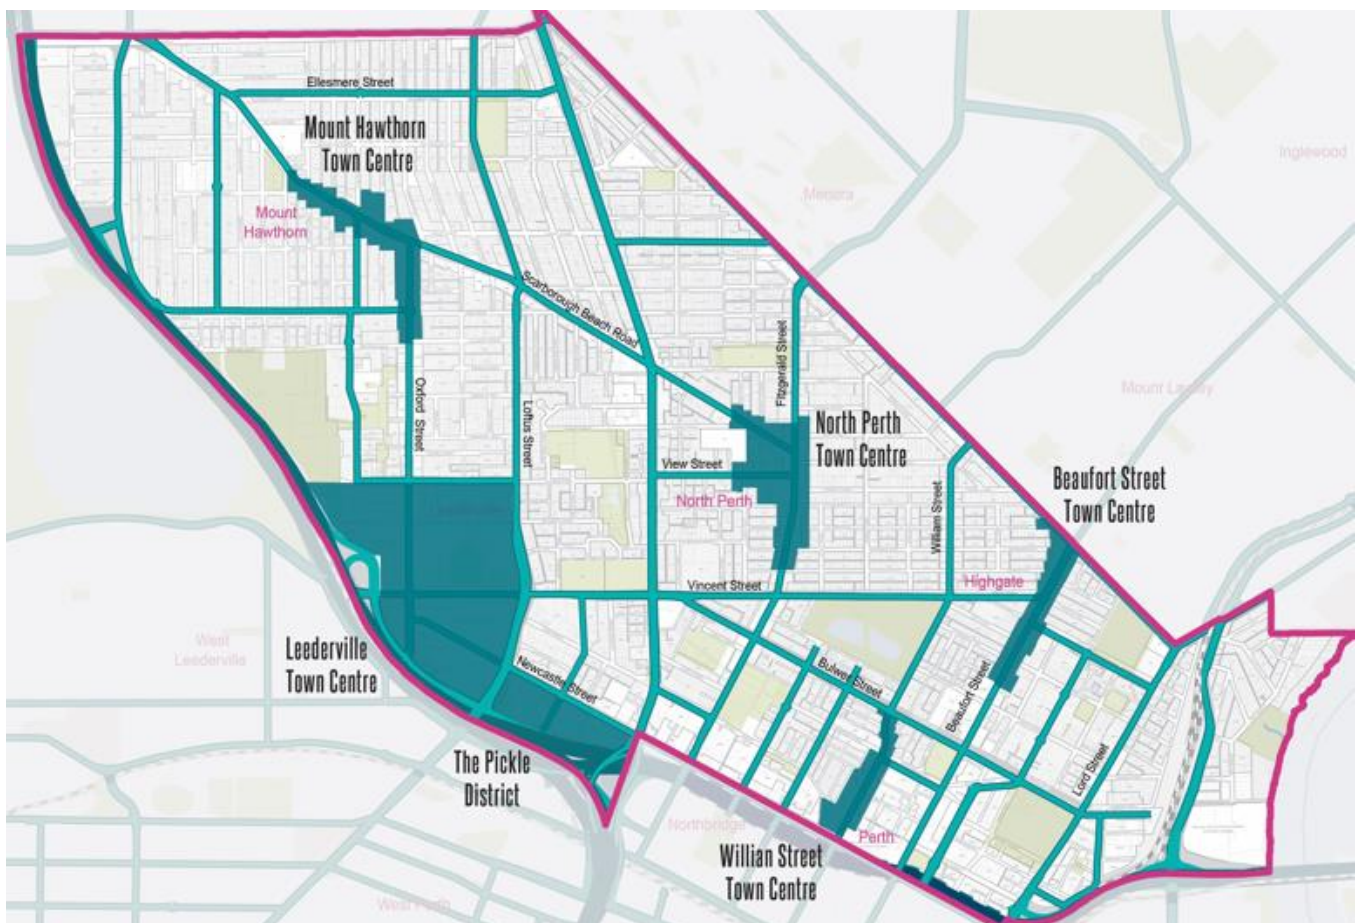 Ellesmere Street
Mount Hawthorn
Town Centre
Inglewood
Menora
Mount
Hawthorn
Scarborough Beach Road
Fitzgerald Street
Mount Lawley
Oxford Street
Loftus Street
North Perth
Town Centre
View Street
North Perth
William Street
Beaufort Street
Town Centre
Vincent Street
Highgate
West
Leederville
Leederville
Town Centre
Newcastle Street
Bulwer Street
Beaufort Street
Lord Street
The Pickle
District
Northbridge
Perth
Willian Street
Town Centre
West Perth